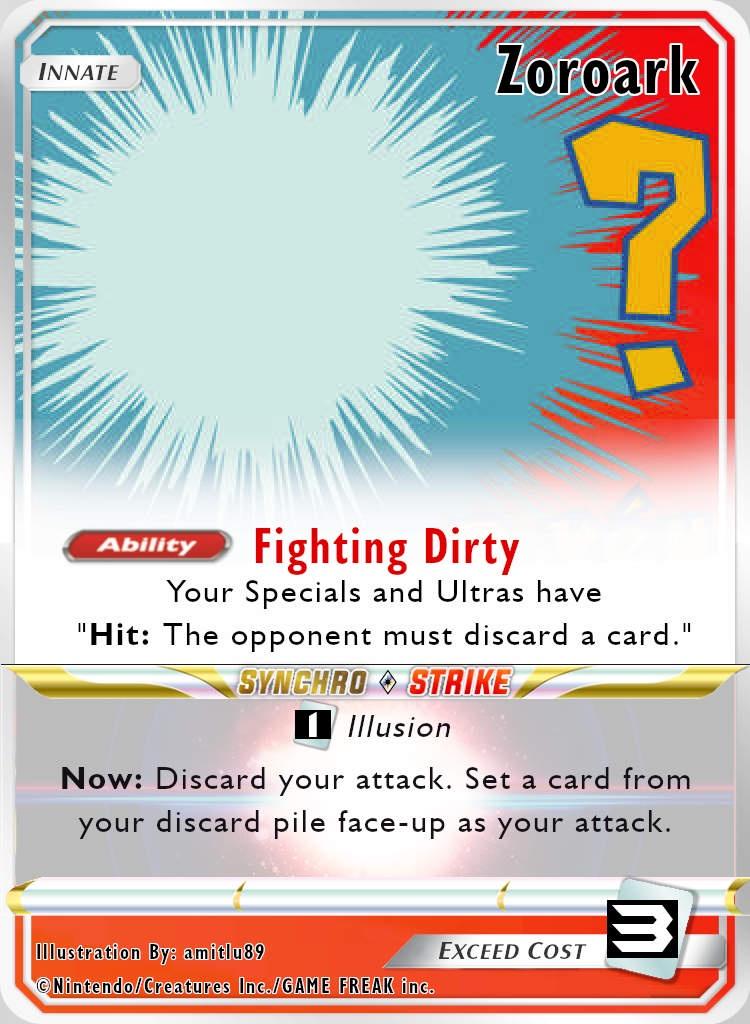 INNATE
Zoroark
?
Ability Fighting Dirty
Your Specials and Ultras have
"Hit: The opponent must discard a card."
SYNCHRO STRIKE
1 Illusion
Now: Discard your attack. Set a card from
your discard pile face-up as your attack.
EXCEED COST 3
Illustration By: amitlu89
©Nintendo/Creatures Inc./GAME FREAK inc.